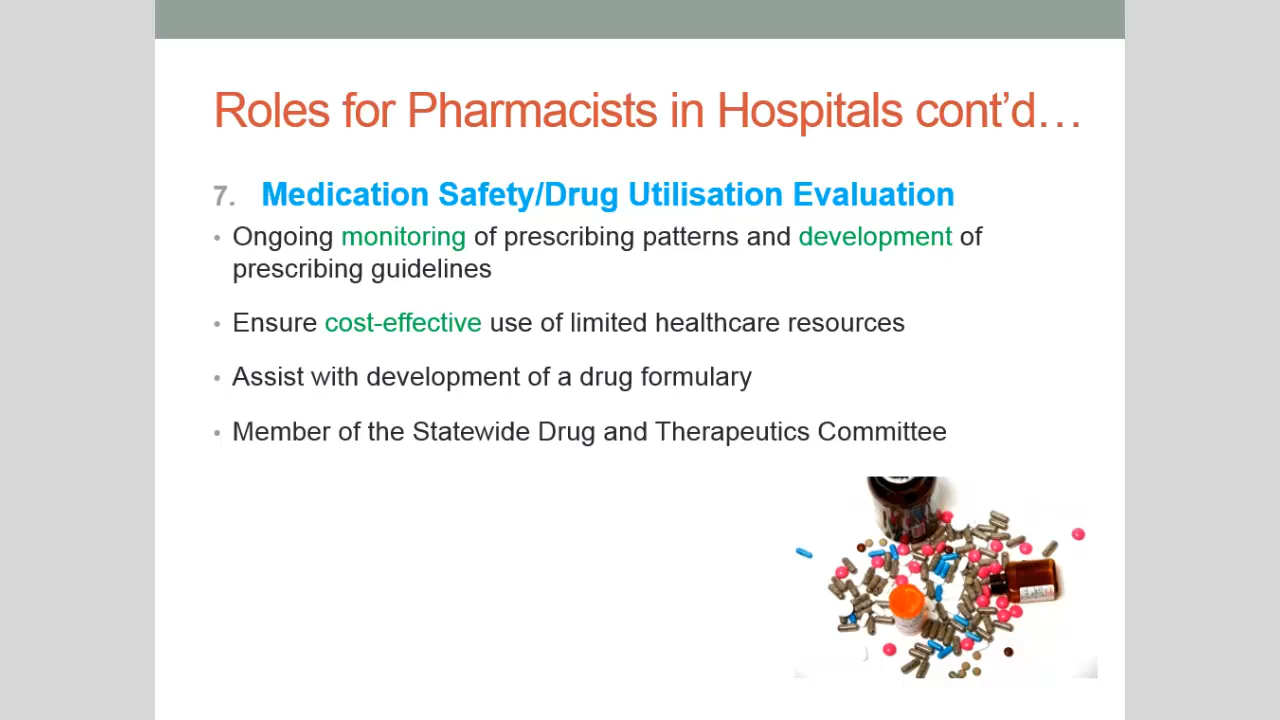 Roles for Pharmacists in Hospitals cont’d…
7. Medication Safety/Drug Utilisation Evaluation
• Ongoing monitoring of prescribing patterns and development of
prescribing guidelines
• Ensure cost-effective use of limited healthcare resources
• Assist with development of a drug formulary
• Member of the Statewide Drug and Therapeutics Committee